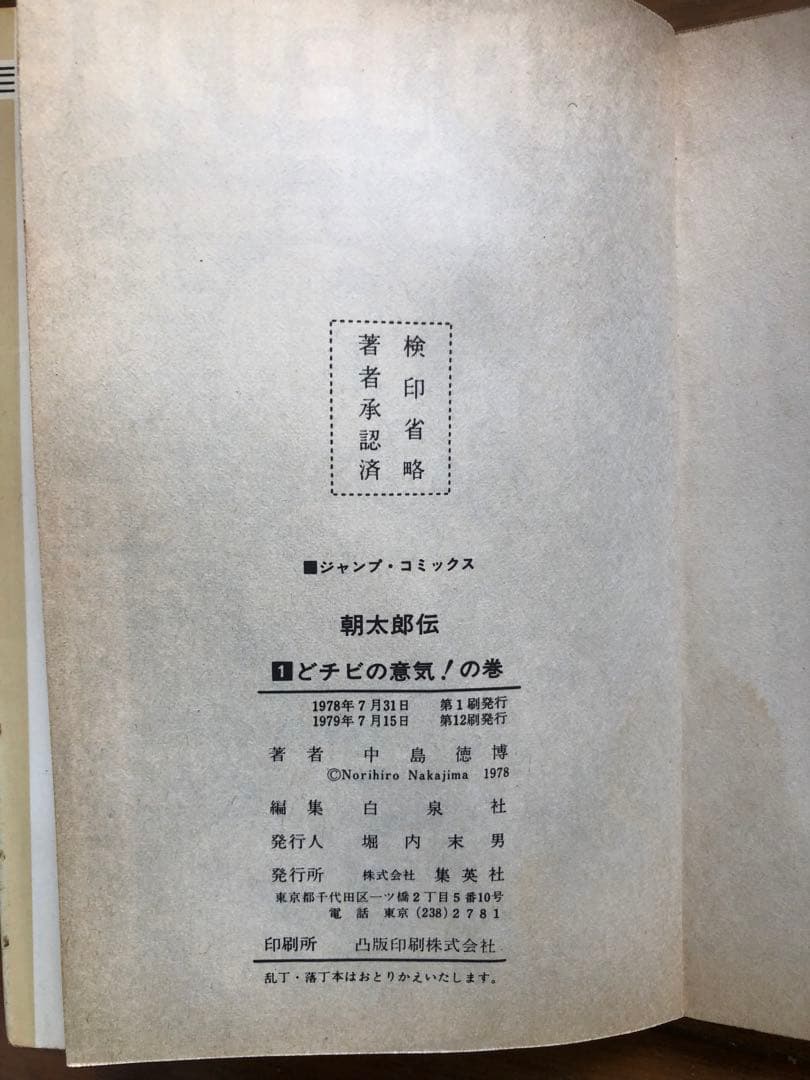 検印省略
著者承認済
■ジャンプ・コミックス
朝太郎伝
1どチビの意気!の巻
1978年7月31日 第1刷発行
1979年7月15日 第12刷発行
著者 中島徳博
©Norihiro Nakajima 1978
編集 白泉社
発行人 堀内末男
発行所 株式会社 集英社
東京都千代田区一ツ橋2丁目5番10号
電話 東京(238)2781
印刷所 凸版印刷株式会社
乱丁・落丁本はおとりかえいたします。